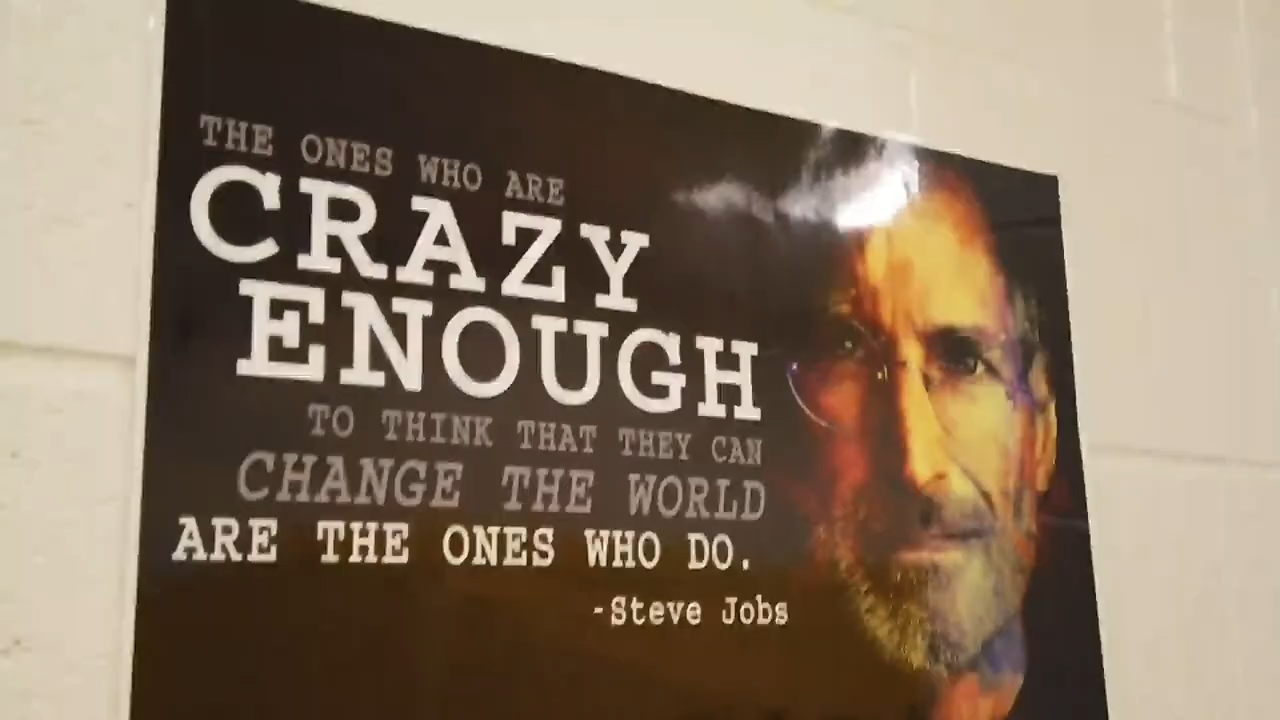 THE ONES WHO ARE
CRAZY
ENOUGH
TO THINK THAT THEY CAN
CHANGE THE WORLD
ARE THE ONES WHO DO.
-Steve Jobs